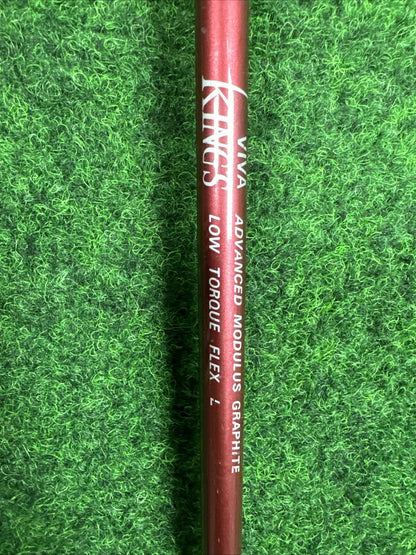 VIVA ADVANCED MODULUS GRAPHITE
KINGS LOW TORQUE FLEX L